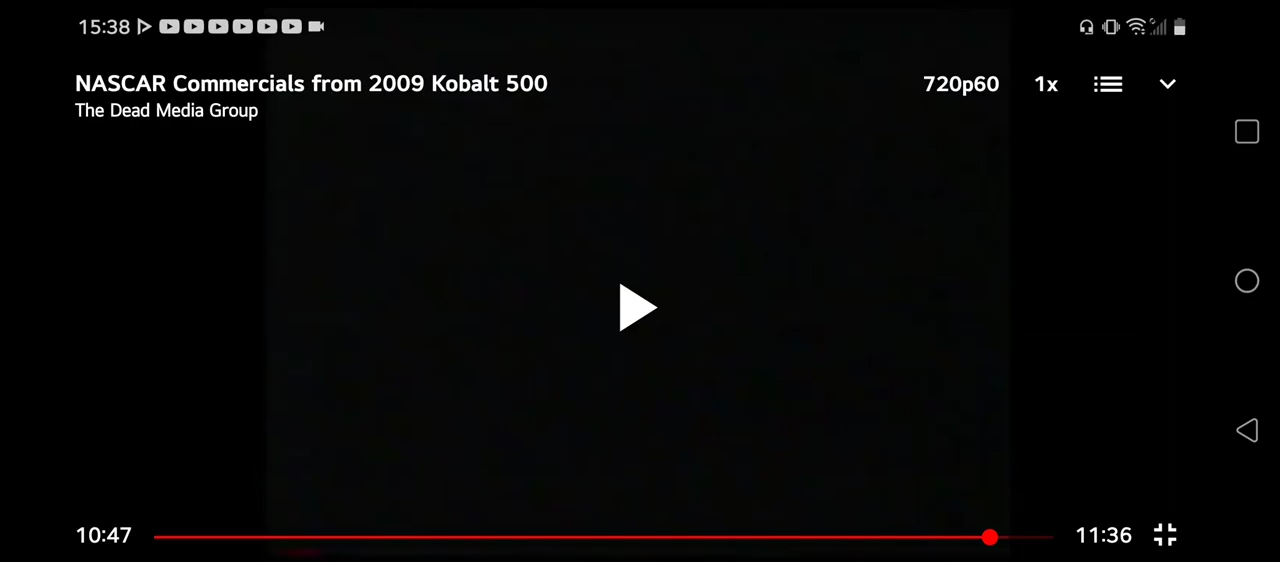 15:38
NASCAR Commercials from 2009 Kobalt 500
720p60
1x
The Dead Media Group
10:47
11:36